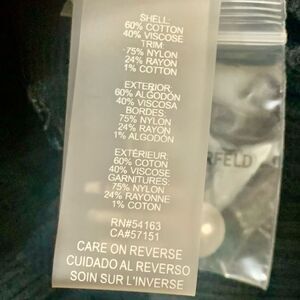 SHELL:
60% COTTON
40% VISCOSE
TRIM:
75% NYLON
24% RAYON
1% COTTON
EXTERIOR
60% ALGODÓN
40% VISCOSA
BORDES:
75% NYLON
24% RAYON
1% ALGODÓN
EXTÉRIEUR:
60% COTON
40% VISCOSE
GARNITURES:
75% NYLON
24% RAYONNE
1% COTON
RN#54163
CA#57151
CARE ON REVERSE
CUIDADO AL REVERSO
SOIN SUR L'INVERSE
RFELD